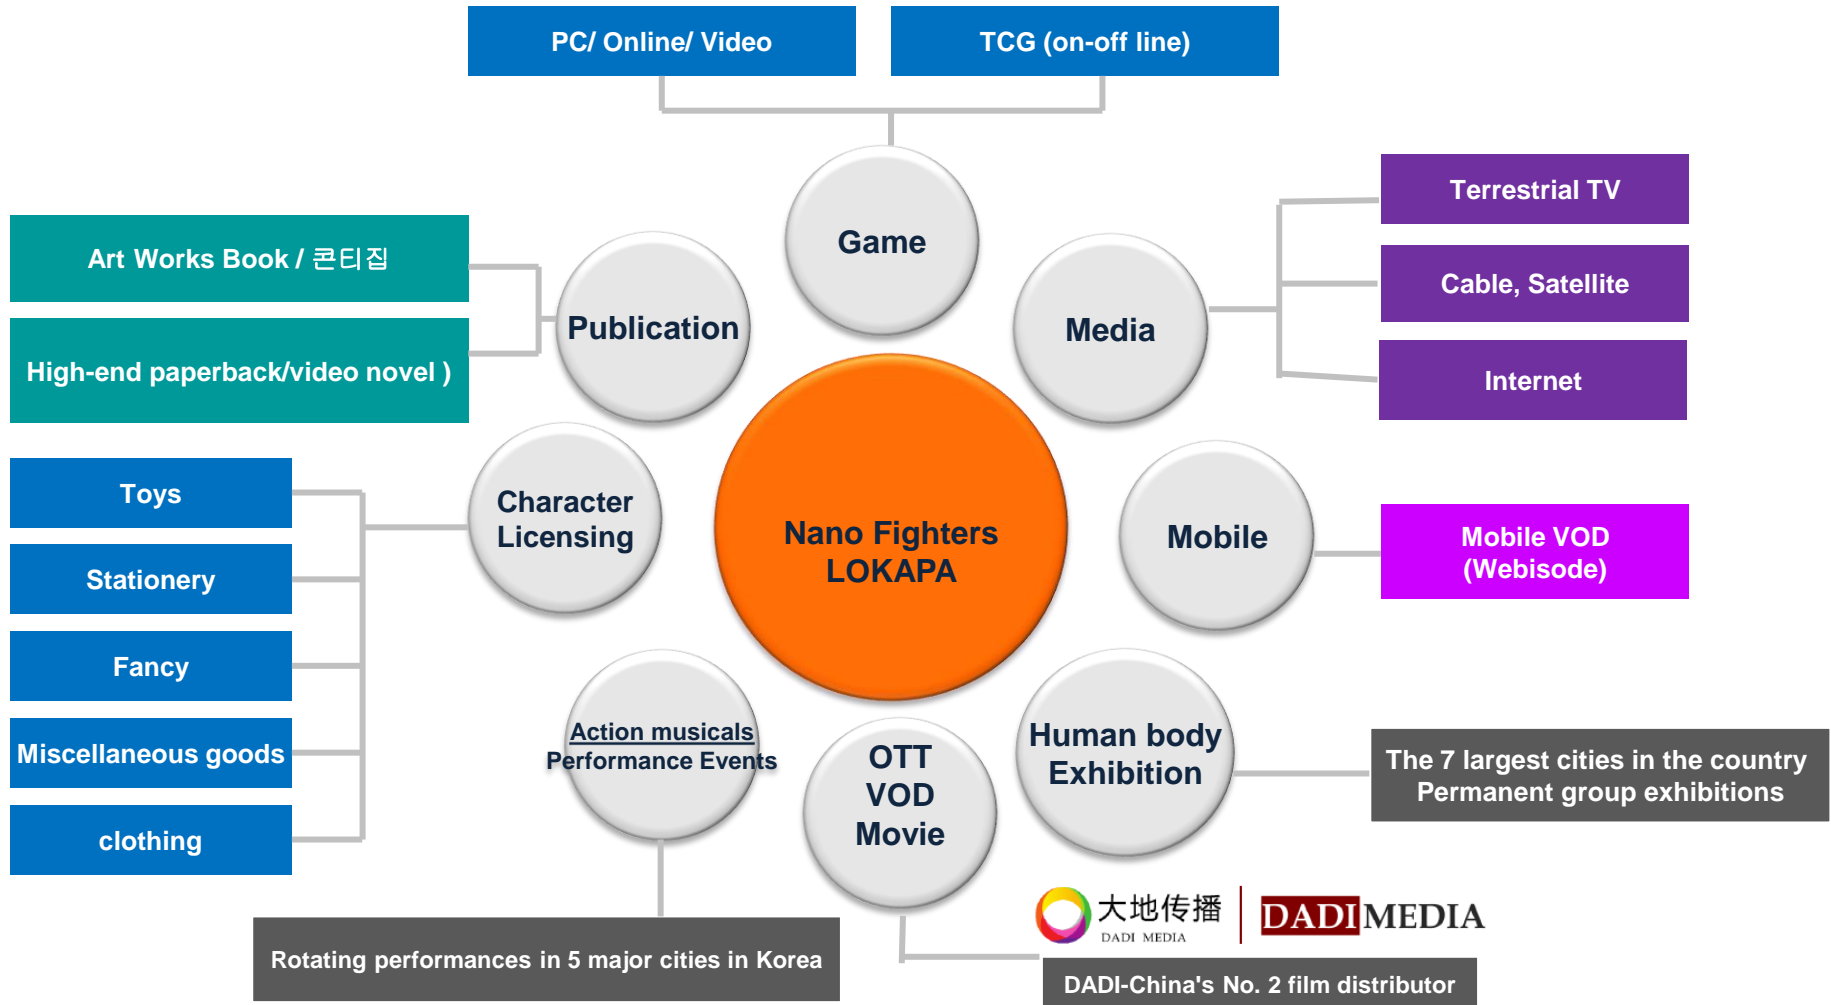 PC/ Online/ Video
TCG (on-off line)
Game
Terrestrial TV
Cable, Satellite
Internet
Media
Art Works Book / 콘티집
High-end paperback/video novel )
Publication
Toys
Stationery
Fancy
Miscellaneous goods
clothing
Character
Licensing
Nano Fighters
LOKAPA
Mobile
Mobile VOD
(Webisode)
Action musicals
Performance Events
OTT
VOD
Movie
Human body
Exhibition
The 7 largest cities in the country
Permanent group exhibitions
大地传播
DADI MEDIA
DADI MEDIA
Rotating performances in 5 major cities in Korea
DADI-China's No. 2 film distributor